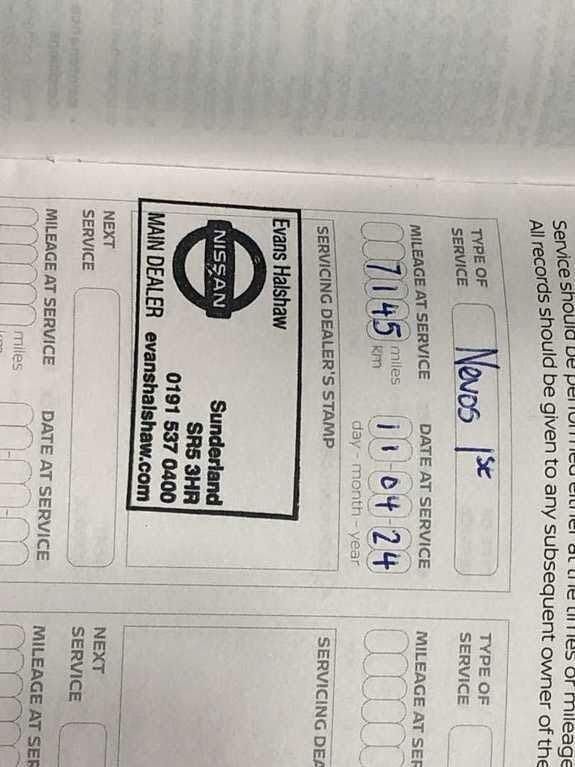 Service should be performed either at the times or mileage
All records should be given to any subsequent owner of the
TYPE OF
SERVICE
Novos 1st
MILEAGE AT SERVICE
7145 miles
km
DATE AT SERVICE
11-04-24
day - month - year
SERVICING DEALER'S STAMP
Evans Halshaw
NISSAN
MAIN DEALER
Sunderland
SR5 3HR
0191 537 0400
evanshalshaw.com
NEXT
SERVICE
MILEAGE AT SERVICE
miles
km
DATE AT SERVICE
TYPE OF
SERVICE
MILEAGE AT SER
SERVICING DEA
NEXT
SERVICE
MILEAGE AT SER